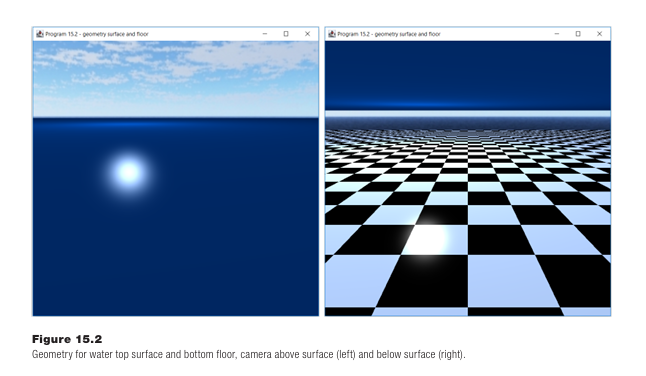 Program 15.2 - geometry surface and floor
Program 15.2 - geometry surface and floor
Figure 15.2
Geometry for water top surface and bottom floor, camera above surface (left) and below surface (right).